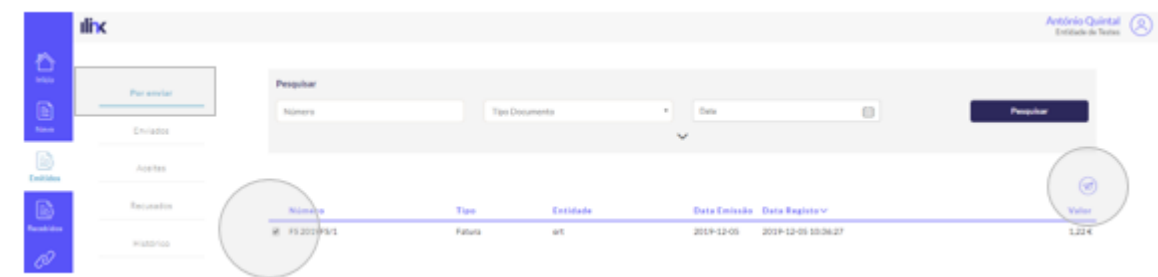 ilink
António Quintal
Entidade de Testes
Início
Novo
Emitidos
Recebidos
Por enviar
Enviados
Aceites
Recusados
Histórico
Pesquisar
Número
Tipo Documento
Data
Pesquisar
Número Tipo Entidade Data Emissão Data Registo Valor
Fatura ert 2019-12-05 2019-12-05 10:36:27 1,22 €